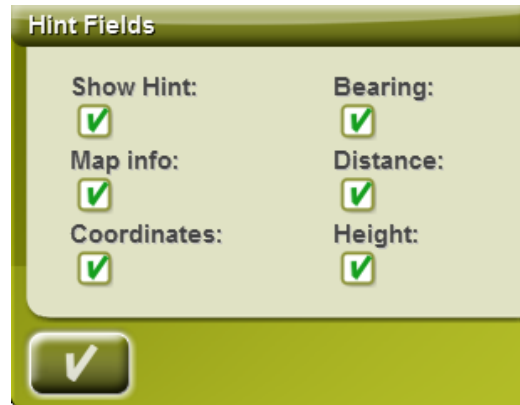 Hint Fields
Show Hint: Bearing:
Map info: Distance:
Coordinates: Height: